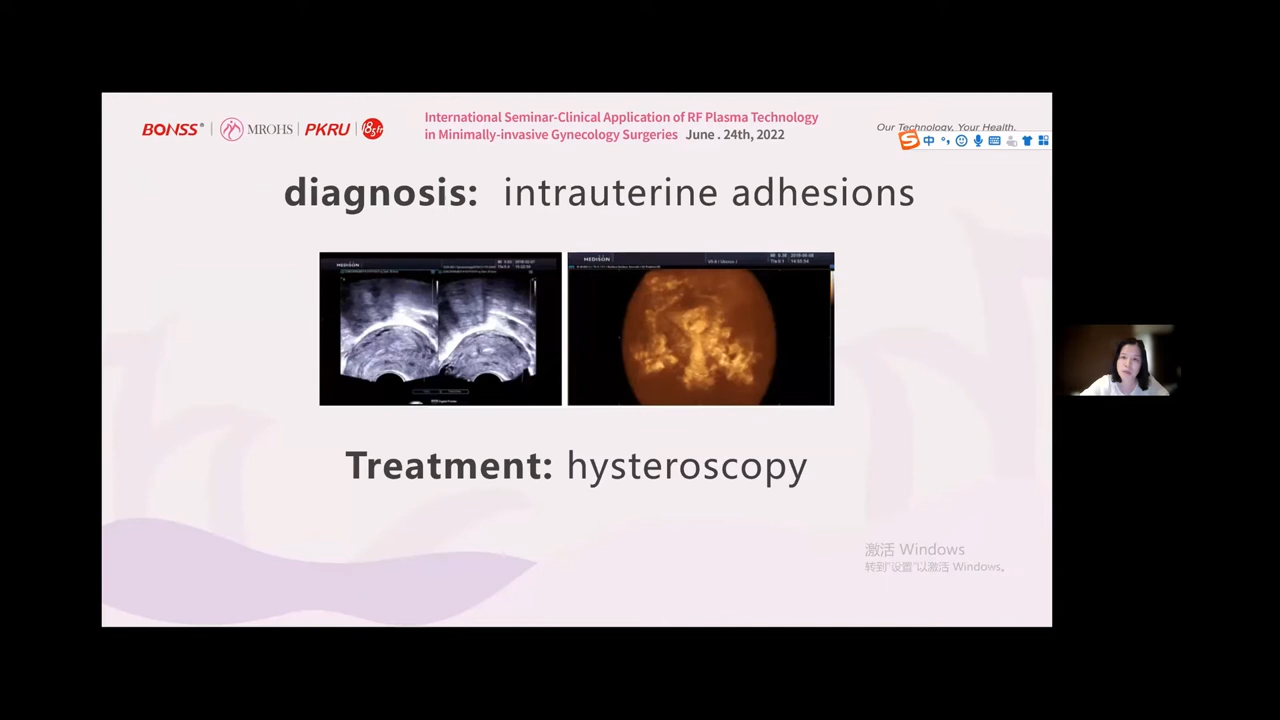 BONSS® | MROHS | PKRU | 185fr
International Seminar-Clinical Application of RF Plasma Technology
in Minimally-invasive Gynecology Surgeries June . 24th, 2022
Our Technology, Your Health.
中
diagnosis: intrauterine adhesions
MEDISON
MEDISON
Treatment: hysteroscopy
激活 Windows
转到"设置"以激活 Windows。